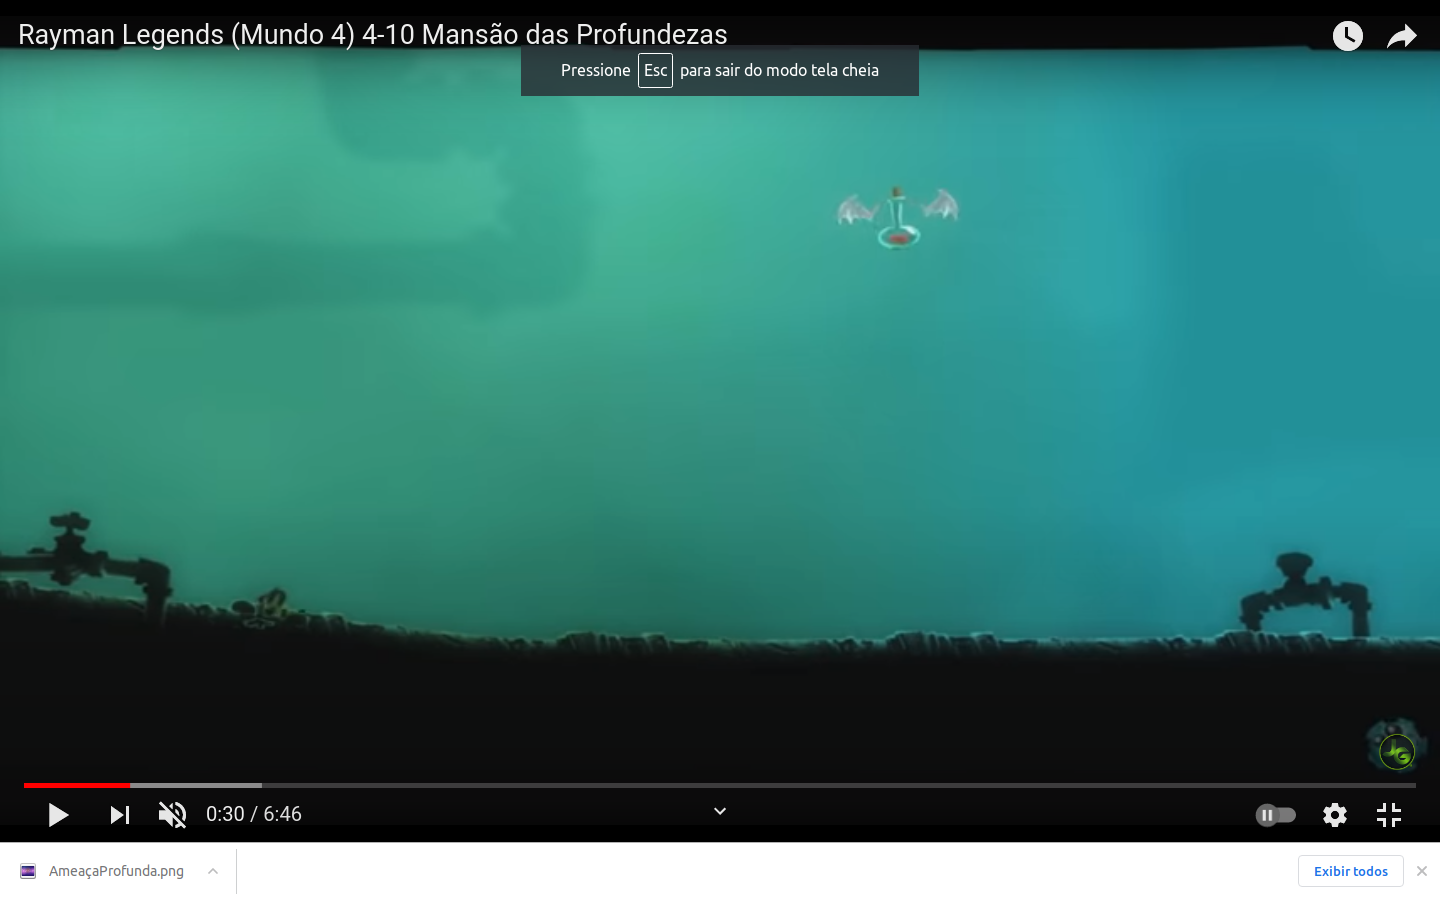 Rayman Legends (Mundo 4) 4-10 Mansão das Profundezas
Pressione Esc para sair do modo tela cheia
0:30 / 6:46
AmeaçaProfunda.png
Exibir todos